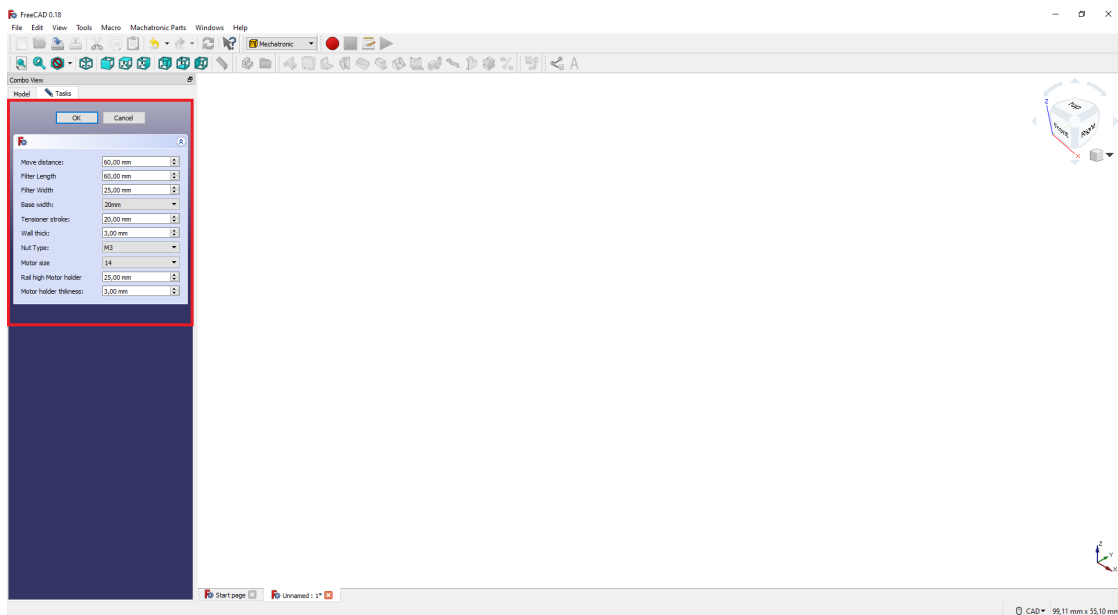 FreeCAD 0.18
File Edit View Tools Macro Machatronic Parts Windows Help
Mechatronic
Combo View
Model Tasks
OK Cancel
Move distance: 60,00 mm
Filter Length 60,00 mm
Filter Width 25,00 mm
Base width: 20mm
Tensioner stroke: 20,00 mm
Wall thick: 3,00 mm
Nut Type: M3
Motor size 14
Rail high Motor holder 25,00 mm
Motor holder thikness: 3,00 mm
Z
Top
Front
Right
X
Z
Y
X
Start page Unnamed : 1*
CAD 99,11 mm x 55,10 mm